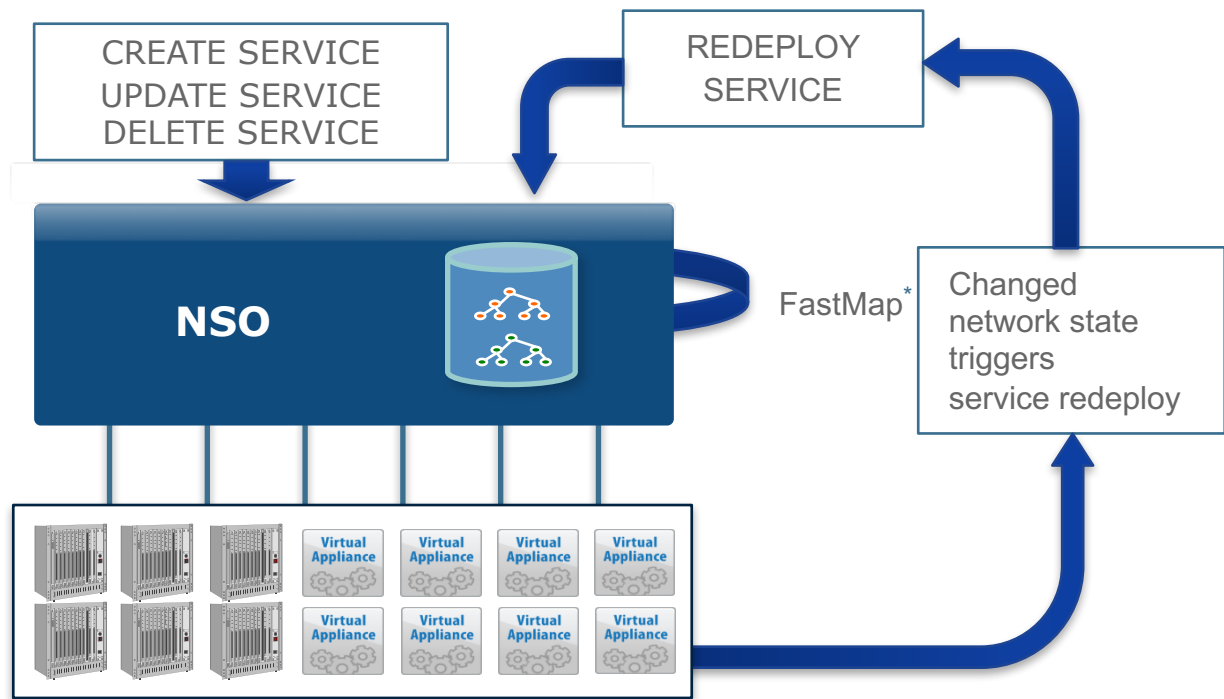 CREATE SERVICE
UPDATE SERVICE
DELETE SERVICE
REDEPLOY
SERVICE
NSO
FastMap*
Changed
network state
triggers
service redeploy
Virtual
Appliance
Virtual
Appliance
Virtual
Appliance
Virtual
Appliance
Virtual
Appliance
Virtual
Appliance
Virtual
Appliance
Virtual
Appliance